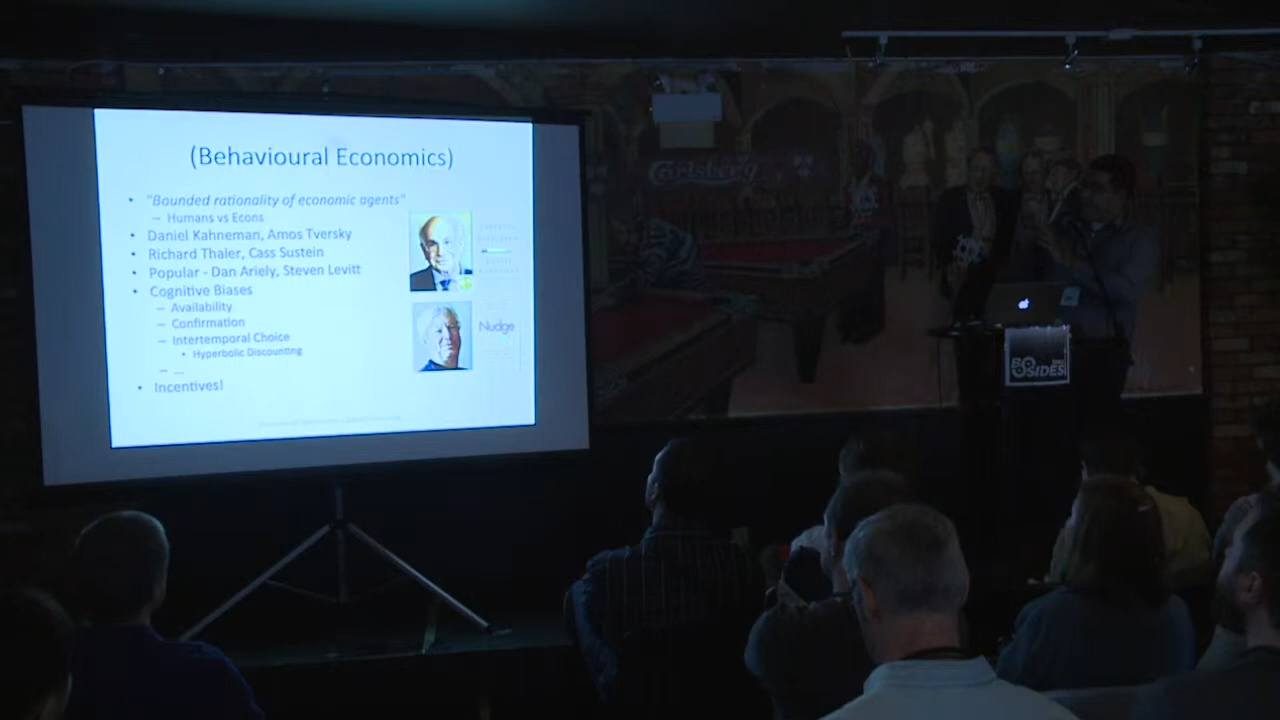 (Behavioural Economics)
• "Bounded rationality of economic agents"
– Humans vs Econs
• Daniel Kahneman, Amos Tversky
• Richard Thaler, Cass Sustein
• Popular - Dan Ariely, Steven Levitt
• Cognitive Biases
– Availability
– Confirmation
– Intertemporal Choice
• Hyperbolic Discounting
– ...
• Incentives!
Nudge
Carlsberg
BSIDES